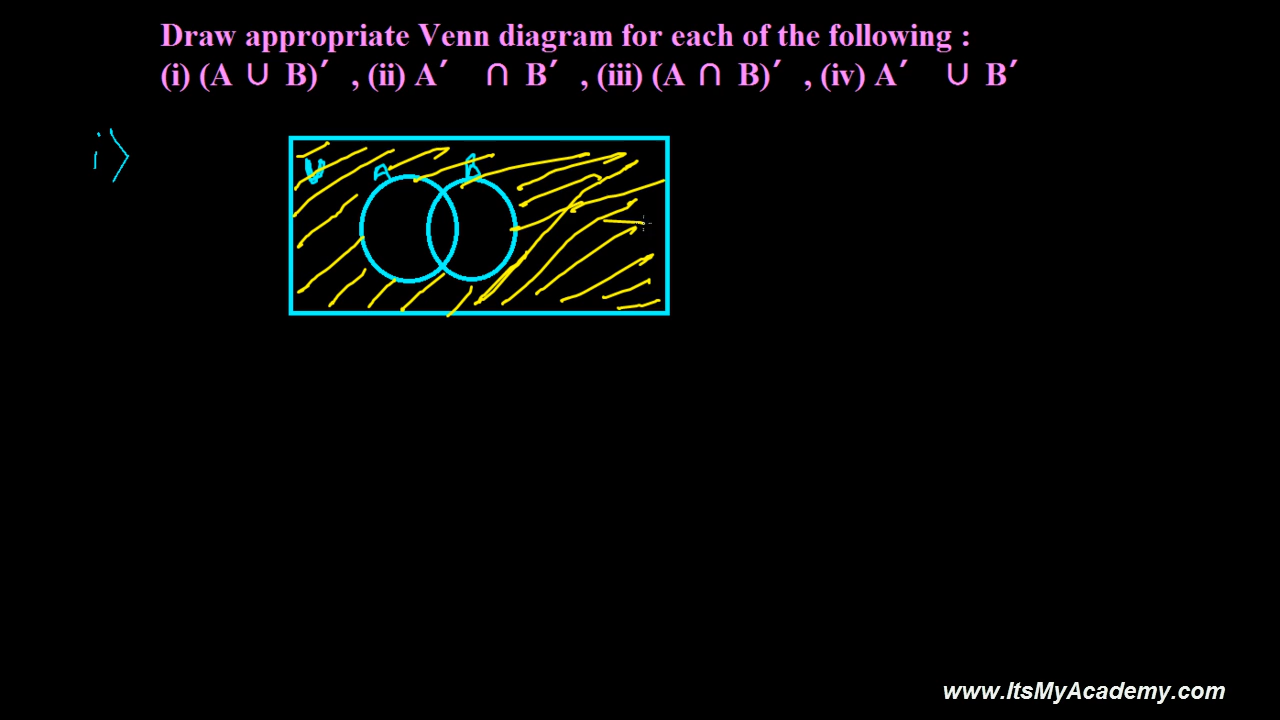 Draw appropriate Venn diagram for each of the following :
(i) (A ∪ B)′ , (ii) A′ ∩ B′ , (iii) (A ∩ B)′ , (iv) A′ ∪ B′
i)
U A B
www.ItsMyAcademy.com